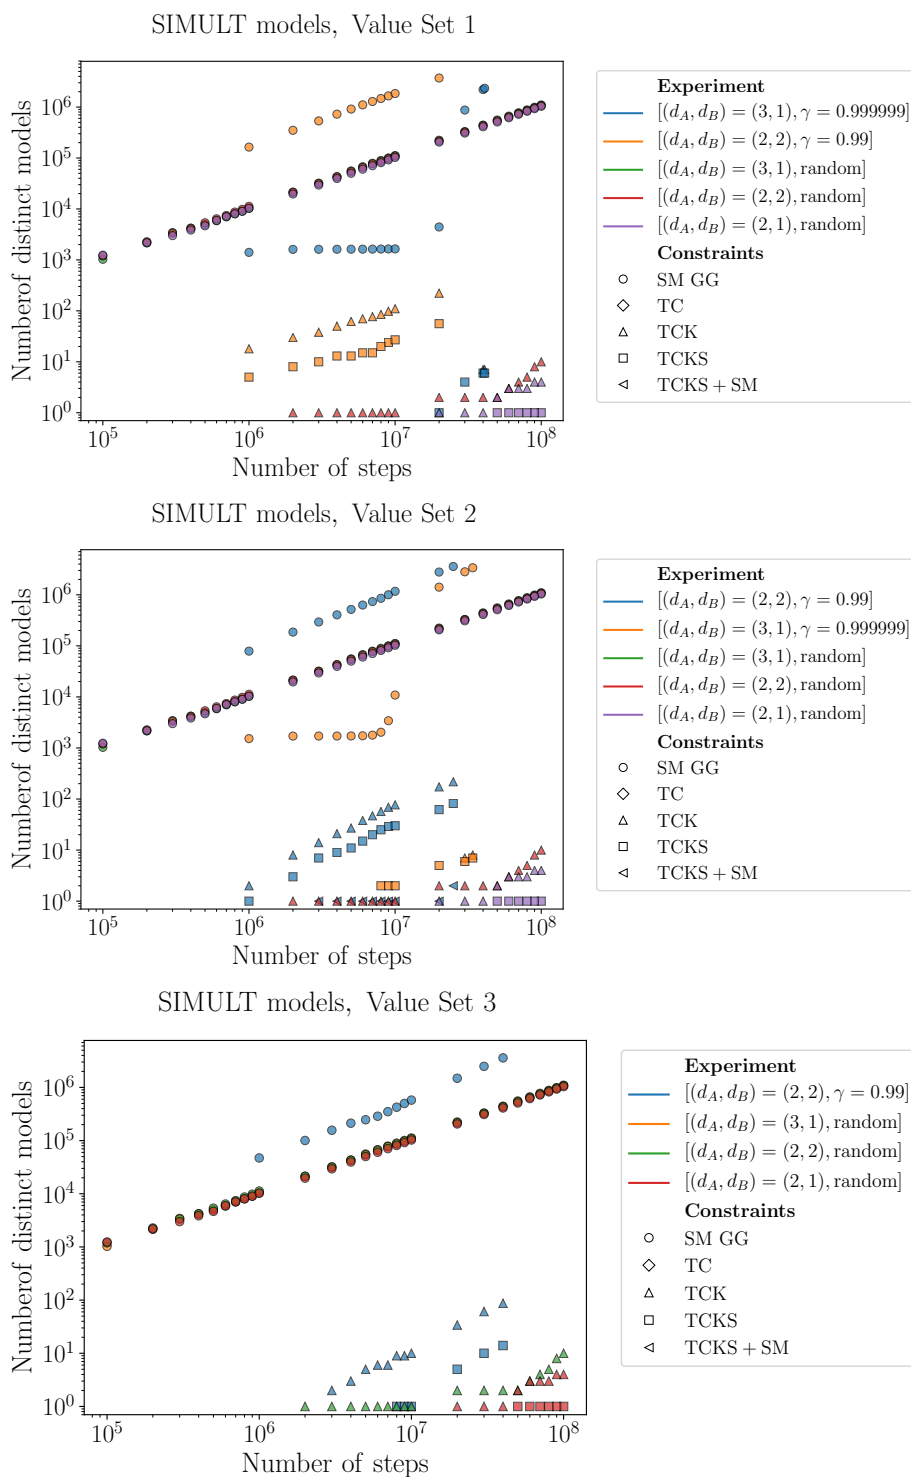 SIMULT models, Value Set 1
Numberof distinct models
10^6
10^5
10^4
10^3
10^2
10^1
10^0
10^5
10^6
10^7
10^8
Number of steps
Experiment
[(d_A, d_B) = (3, 1), γ = 0.999999]
[(d_A, d_B) = (2, 2), γ = 0.99]
[(d_A, d_B) = (3, 1), random]
[(d_A, d_B) = (2, 2), random]
[(d_A, d_B) = (2, 1), random]
Constraints
SM GG
TC
TCK
TCKS
TCKS + SM
SIMULT models, Value Set 2
Numberof distinct models
10^6
10^5
10^4
10^3
10^2
10^1
10^0
10^5
10^6
10^7
10^8
Number of steps
Experiment
[(d_A, d_B) = (2, 2), γ = 0.99]
[(d_A, d_B) = (3, 1), γ = 0.999999]
[(d_A, d_B) = (3, 1), random]
[(d_A, d_B) = (2, 2), random]
[(d_A, d_B) = (2, 1), random]
Constraints
SM GG
TC
TCK
TCKS
TCKS + SM
SIMULT models, Value Set 3
Numberof distinct models
10^6
10^5
10^4
10^3
10^2
10^1
10^0
10^5
10^6
10^7
10^8
Number of steps
Experiment
[(d_A, d_B) = (2, 2), γ = 0.99]
[(d_A, d_B) = (3, 1), random]
[(d_A, d_B) = (2, 2), random]
[(d_A, d_B) = (2, 1), random]
Constraints
SM GG
TC
TCK
TCKS
TCKS + SM